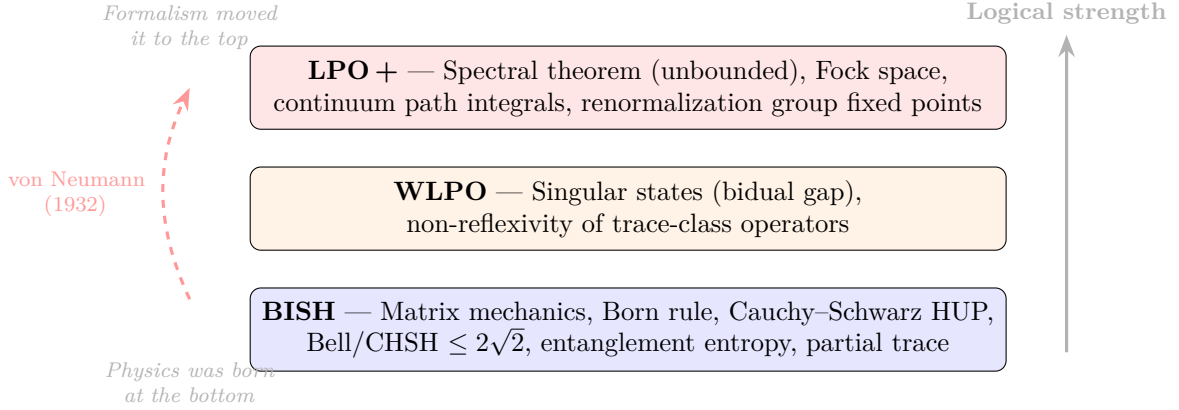 Formalism moved
it to the top
Logical strength
LPO + — Spectral theorem (unbounded), Fock space,
continuum path integrals, renormalization group fixed points
von Neumann
(1932)
WLPO — Singular states (bidual gap),
non-reflexivity of trace-class operators
BISH — Matrix mechanics, Born rule, Cauchy–Schwarz HUP,
Bell/CHSH ≤ 2√2, entanglement entropy, partial trace
Physics was born
at the bottom